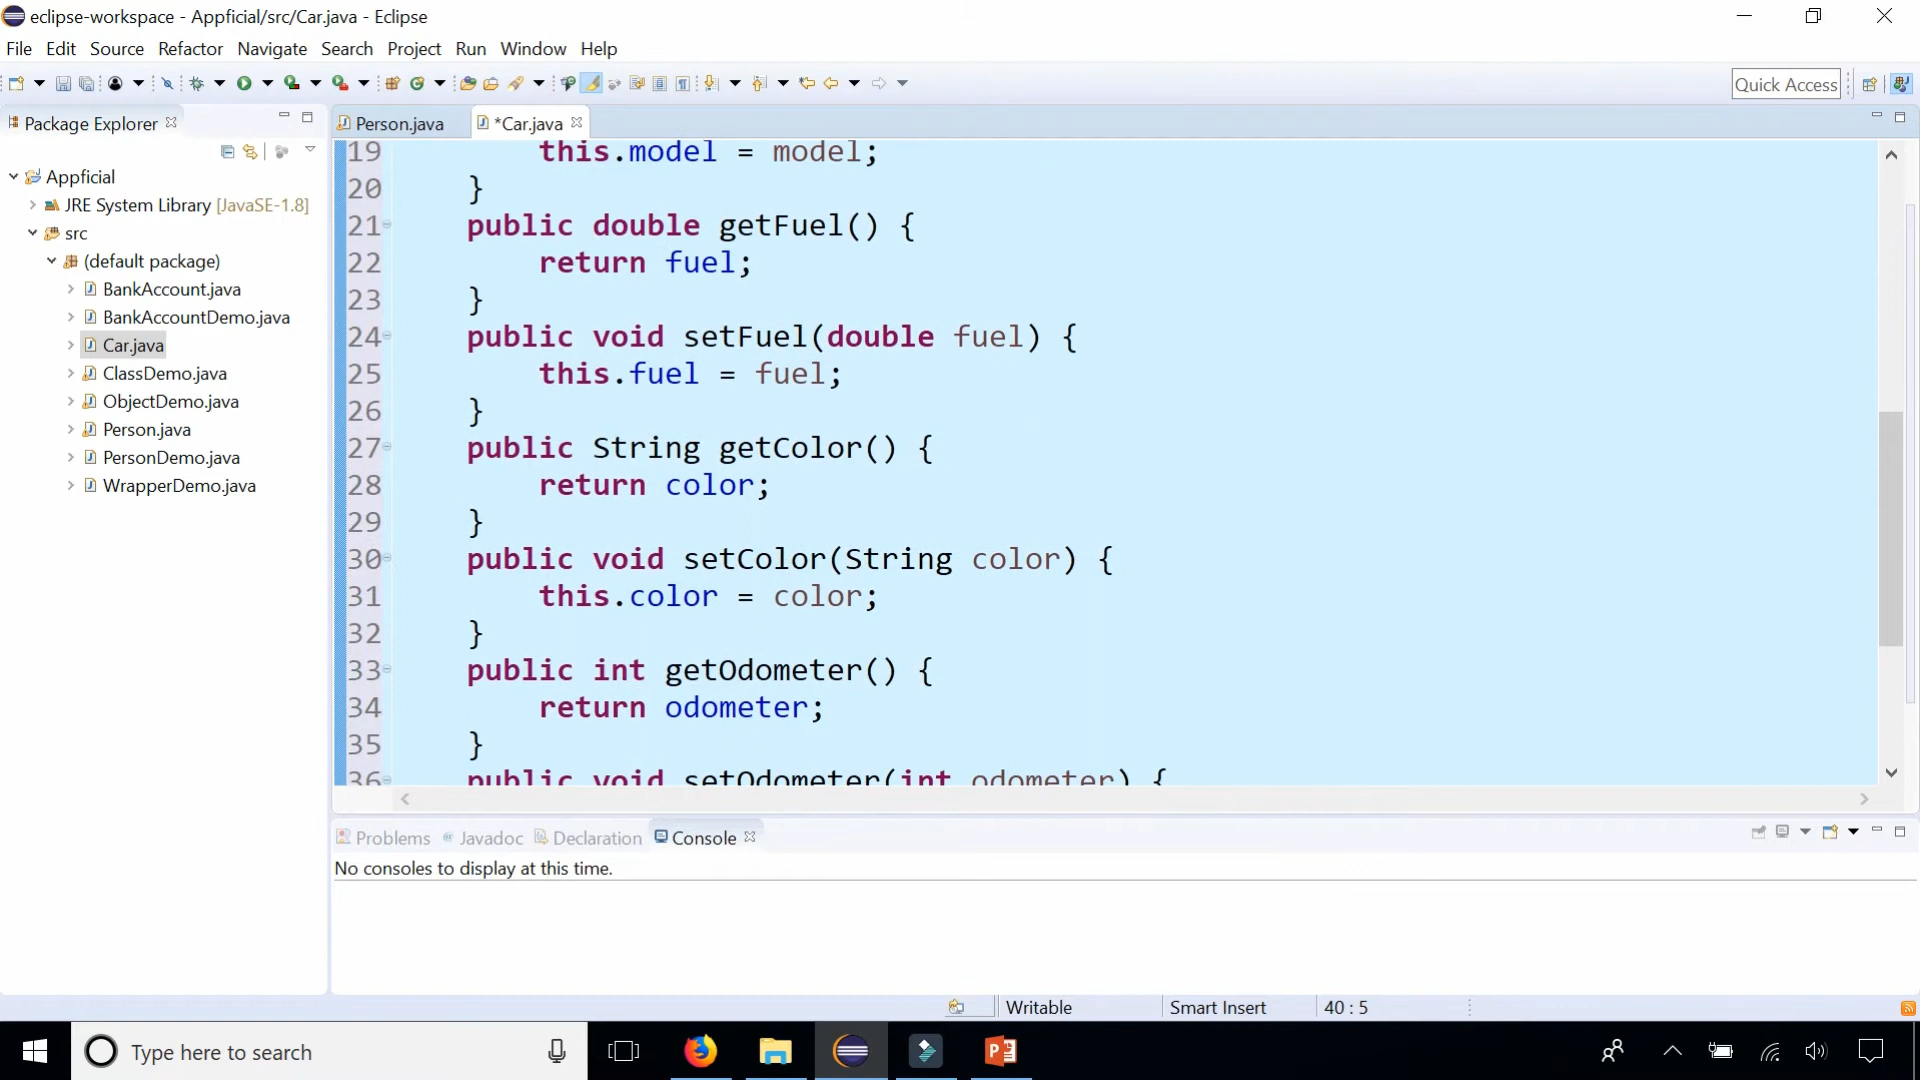 eclipse-workspace - Appficial/src/Car.java - Eclipse
File Edit Source Refactor Navigate Search Project Run Window Help
Quick Access
Package Explorer
Appficial
JRE System Library [JavaSE-1.8]
src
(default package)
BankAccount.java
BankAccountDemo.java
Car.java
ClassDemo.java
ObjectDemo.java
Person.java
PersonDemo.java
WrapperDemo.java
Person.java *Car.java
19 this.model = model;
20 }
21 public double getFuel() {
22 return fuel;
23 }
24 public void setFuel(double fuel) {
25 this.fuel = fuel;
26 }
27 public String getColor() {
28 return color;
29 }
30 public void setColor(String color) {
31 this.color = color;
32 }
33 public int getOdometer() {
34 return odometer;
35 }
36 public void setOdometer(int odometer) {
Problems Javadoc Declaration Console
No consoles to display at this time.
Writable Smart Insert 40 : 5
Type here to search